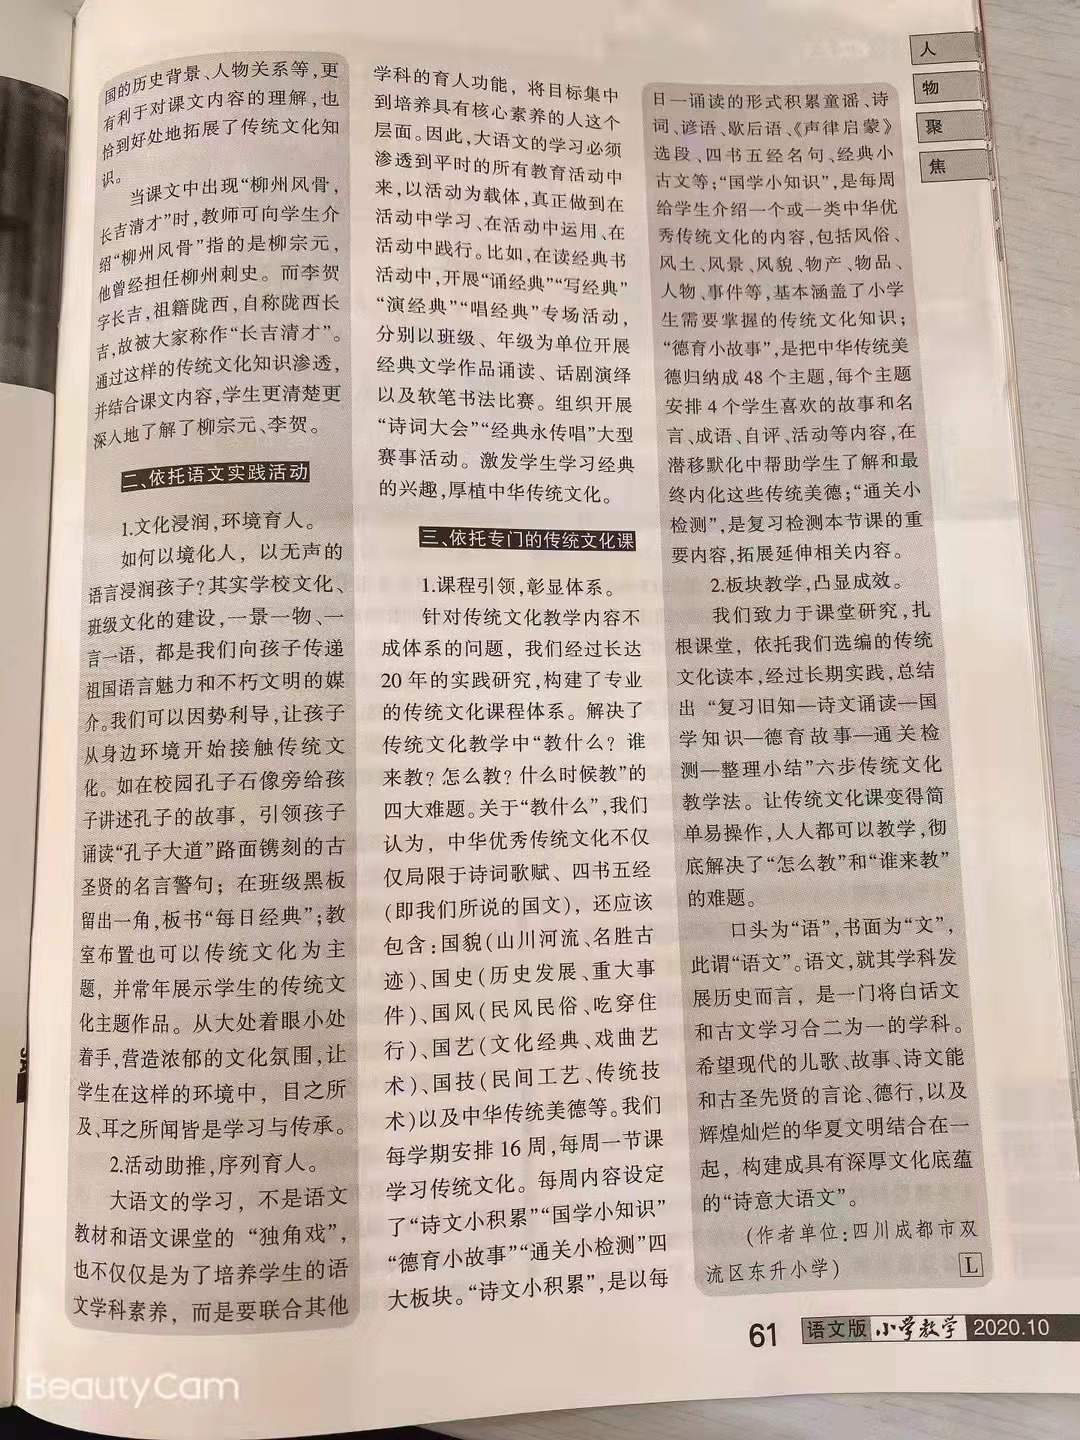 国的历史背景、人物关系等,更
有利于对课文内容的理解,也
恰到好处地拓展了传统文化知
识。
当课文中出现“柳州风骨,
长吉清才”时,教师可向学生介
绍“柳州风骨”指的是柳宗元,
他曾经担任柳州刺史。而李贺
字长吉,祖籍陇西,自称陇西长
吉,故被大家称作“长吉清才”。
通过这样的传统文化知识渗透,
并结合课文内容,学生更清楚更
深入地了解了柳宗元、李贺。
二、依托语文实践活动
1.文化浸润,环境育人。
如何以境化人，以无声的
语言浸润孩子?其实学校文化、
班级文化的建设,一景一物、一
言一语，都是我们向孩子传递
祖国语言魅力和不朽文明的媒
介。我们可以因势利导,让孩子
从身边环境开始接触传统文
化。如在校园孔子石像旁给孩
子讲述孔子的故事，引领孩子
诵读“孔子大道”路面镌刻的古
圣贤的名言警句；在班级黑板
留出一角,板书“每日经典”;教
室布置也可以传统文化为主
题，并常年展示学生的传统文
化主题作品。从大处着眼小处
着手,营造浓郁的文化氛围,让
学生在这样的环境中，目之所
及、耳之所闻皆是学习与传承。
2.活动助推,序列育人。
大语文的学习，不是语文
教材和语文课堂的“独角戏”,
也不仅仅是为了培养学生的语
文学科素养，而是要联合其他
学科的育人功能，将目标集中
到培养具有核心素养的人这个
层面。因此,大语文的学习必须
渗透到平时的所有教育活动中
来,以活动为载体,真正做到在
活动中学习、在活动中运用、在
活动中践行。比如,在读经典书
活动中,开展“诵经典”“写经典”
“演经典”“唱经典”专场活动,
分别以班级、年级为单位开展
经典文学作品诵读、话剧演绎
以及软笔书法比赛。组织开展
“诗词大会”“经典永传唱”大型
赛事活动。激发学生学习经典
的兴趣,厚植中华传统文化。
三、依托专门的传统文化课
1.课程引领,彰显体系。
针对传统文化教学内容不
成体系的问题，我们经过长达
20 年的实践研究,构建了专业
的传统文化课程体系。解决了
传统文化教学中“教什么？谁
来教？怎么教？什么时候教”的
四大难题。关于“教什么”,我们
认为，中华优秀传统文化不仅
仅局限于诗词歌赋、四书五经
(即我们所说的国文)，还应该
包含:国貌(山川河流、名胜古
迹)、国史(历史发展、重大事
件)、国风(民风民俗、吃穿住
行)、国艺(文化经典、戏曲艺
术)、国技(民间工艺、传统技
术)以及中华传统美德等。我们
每学期安排 16 周,每周一节课
学习传统文化。每周内容设定
了“诗文小积累”“国学小知识”
“德育小故事”“通关小检测”四
大板块。“诗文小积累”,是以每
日一诵读的形式积累童谣、诗
词、谚语、歇后语、《声律启蒙》
选段、四书五经名句、经典小
古文等;“国学小知识”,是每周
给学生介绍一个或一类中华优
秀传统文化的内容,包括风俗、
风土、风景、风貌、物产、物品、
人物、事件等,基本涵盖了小学
生需要掌握的传统文化知识;
“德育小故事”,是把中华传统美
德归纳成 48 个主题,每个主题
安排 4 个学生喜欢的故事和名
言、成语、自评、活动等内容,在
潜移默化中帮助学生了解和最
终内化这些传统美德;“通关小
检测”,是复习检测本节课的重
要内容,拓展延伸相关内容。
2.板块教学,凸显成效。
我们致力于课堂研究,扎
根课堂，依托我们选编的传统
文化读本,经过长期实践,总结
出“复习旧知—诗文诵读—国
学知识—德育故事—通关检
测—整理小结”六步传统文化
教学法。让传统文化课变得简
单易操作,人人都可以教学,彻
底解决了“怎么教”和“谁来教”
的难题。
口头为“语”,书面为“文”,
此谓“语文”。语文,就其学科发
展历史而言，是一门将白话文
和古文学习合二为一的学科。
希望现代的儿歌、故事、诗文能
和古圣先贤的言论、德行,以及
辉煌灿烂的华夏文明结合在一
起，构建成具有深厚文化底蕴
的“诗意大语文”。
(作者单位:四川成都市双
流区东升小学)
L
人
物
聚
焦
61 语文版 小学教学 2020.10
BeautyCam